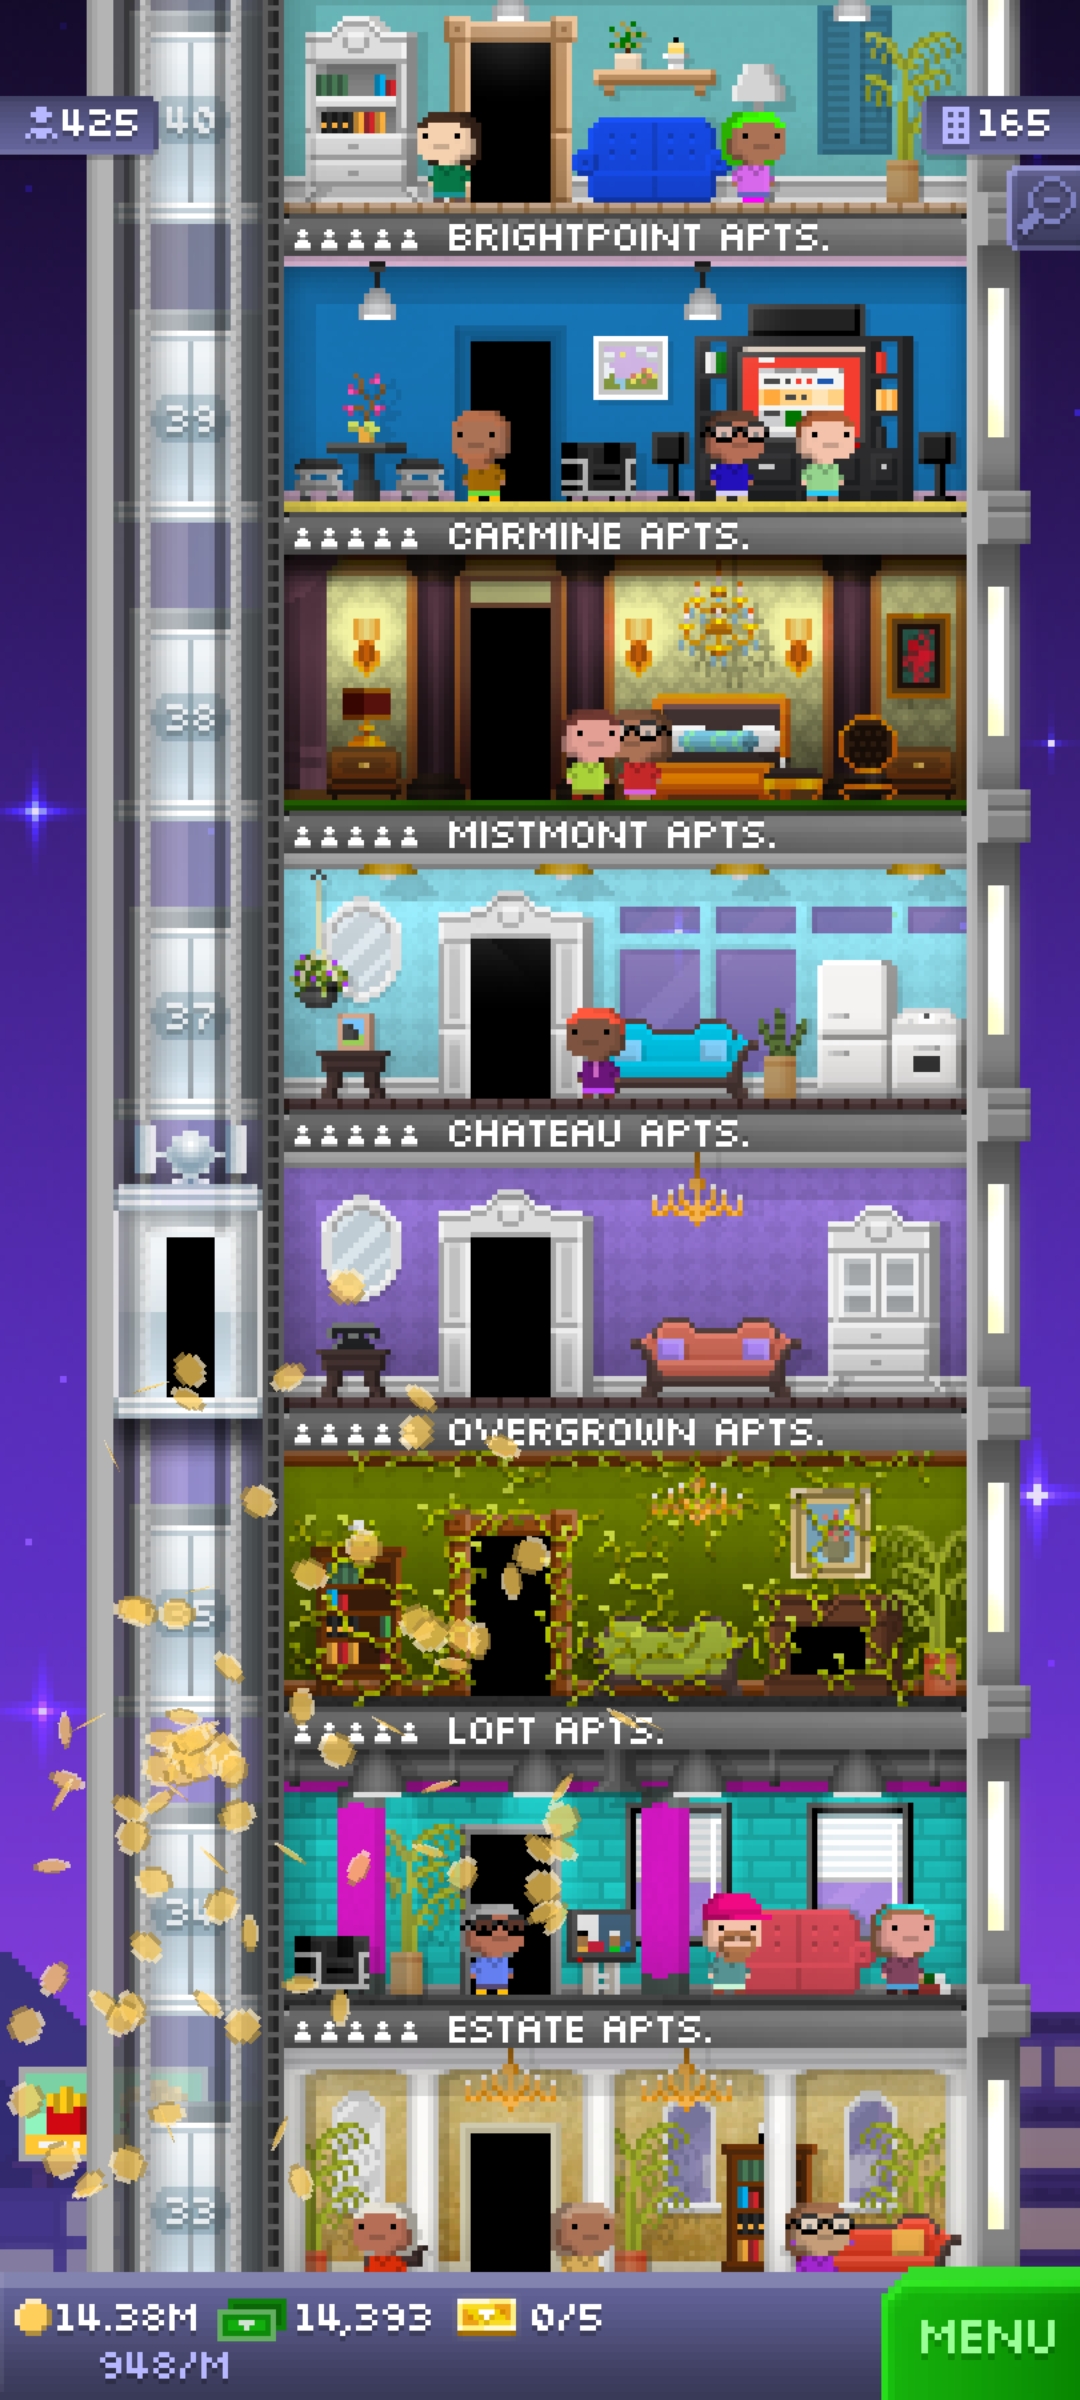 425
40
165
BRIGHTPOINT APTS.
39
CARMINE APTS.
38
MISTMONT APTS.
37
CHATEAU APTS.
OVERGROWN APTS.
LOFT APTS.
34
ESTATE APTS.
33
14.38M 14,393 0/5
948/M
MENU